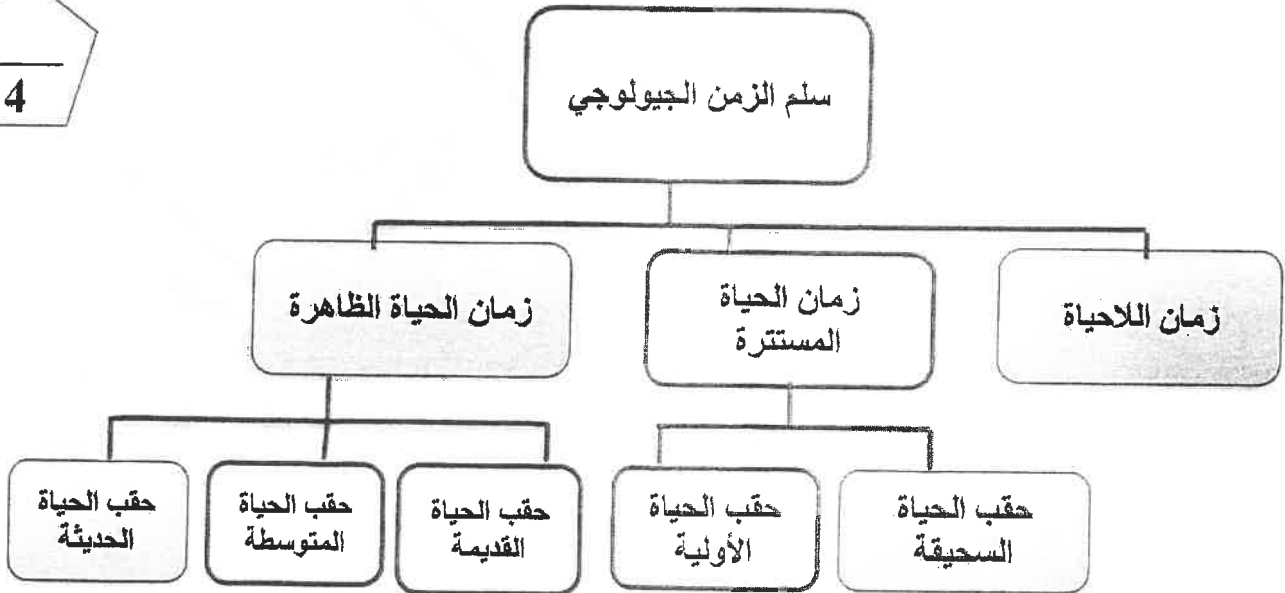 4
سلم الزمن الجيولوجي
زمان اللاحياة
زمان الحياة
المستترة
زمان الحياة الظاهرة
حقب الحياة
السحيقة
حقب الحياة
الأولية
حقب الحياة
القديمة
حقب الحياة
المتوسطة
حقب الحياة
الحديثة